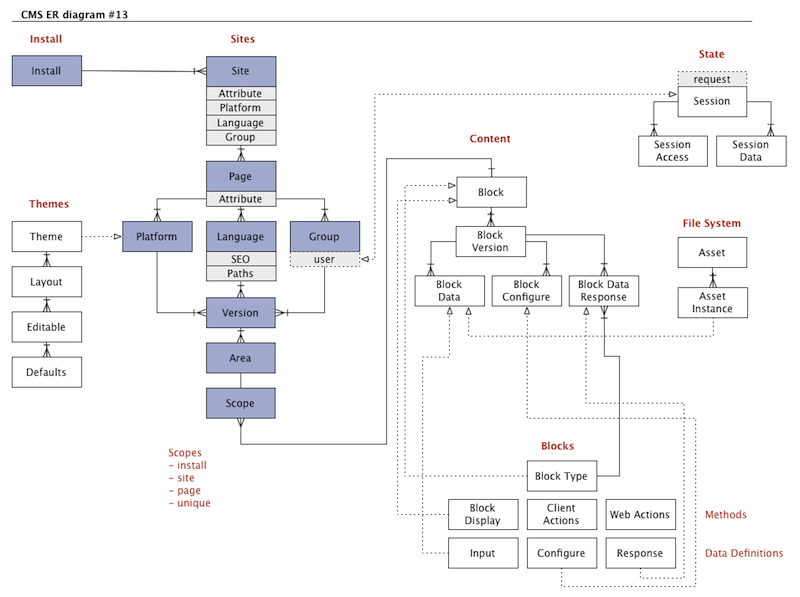 CMS ER diagram #13
Install
Sites
State
Install
Site
Attribute
Platform
Language
Group
request
Session
Session
Access
Session
Data
Content
Page
Attribute
Block
Themes
Theme
Platform
Language
SEO
Paths
Group
user
Block
Version
File System
Asset
Layout
Block
Data
Block
Configure
Block Data
Response
Asset
Instance
Version
Editable
Area
Defaults
Scope
Scopes
- install
- site
- page
- unique
Blocks
Block Type
Block
Display
Client
Actions
Web Actions
Methods
Input
Configure
Response
Data Definitions